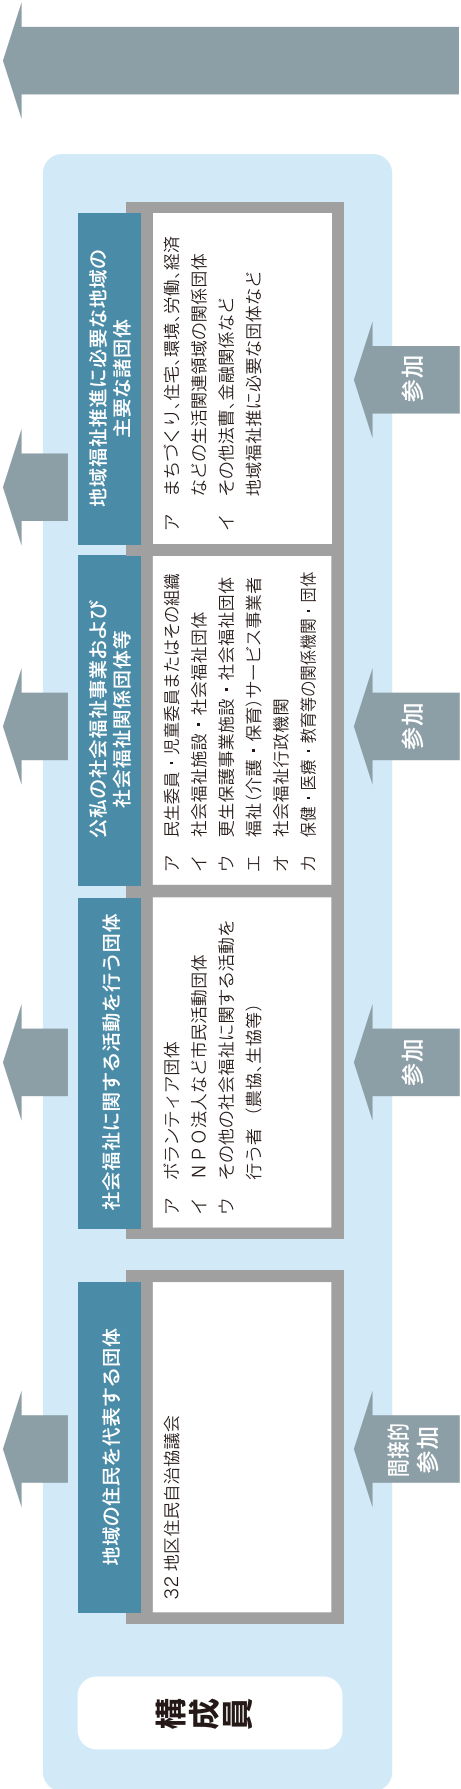 構成員
地域の住民を代表する団体
32 地区住民自治協議会
間接的
参加
社会福祉に関する活動を行う団体
ア　ボランティア団体
イ　ＮＰＯ法人など市民活動団体
ウ　その他の社会福祉に関する活動を
行う者（農協、生協等）
参加
公私の社会福祉事業および
社会福祉関係団体等
ア　民生委員・児童委員またはその組織
イ　社会福祉施設・社会福祉団体
ウ　更生保護事業施設・社会福祉団体
エ　福祉（介護・保育）サービス事業者
オ　社会福祉行政機関
カ　保健・医療・教育等の関係機関・団体
参加
地域福祉推進に必要な地域の
主要な諸団体
ア　まちづくり、住宅、環境、労働、経済
などの生活関連領域の関係団体
イ　その他法曹、金融関係など
地域福祉推に必要な団体など
参加